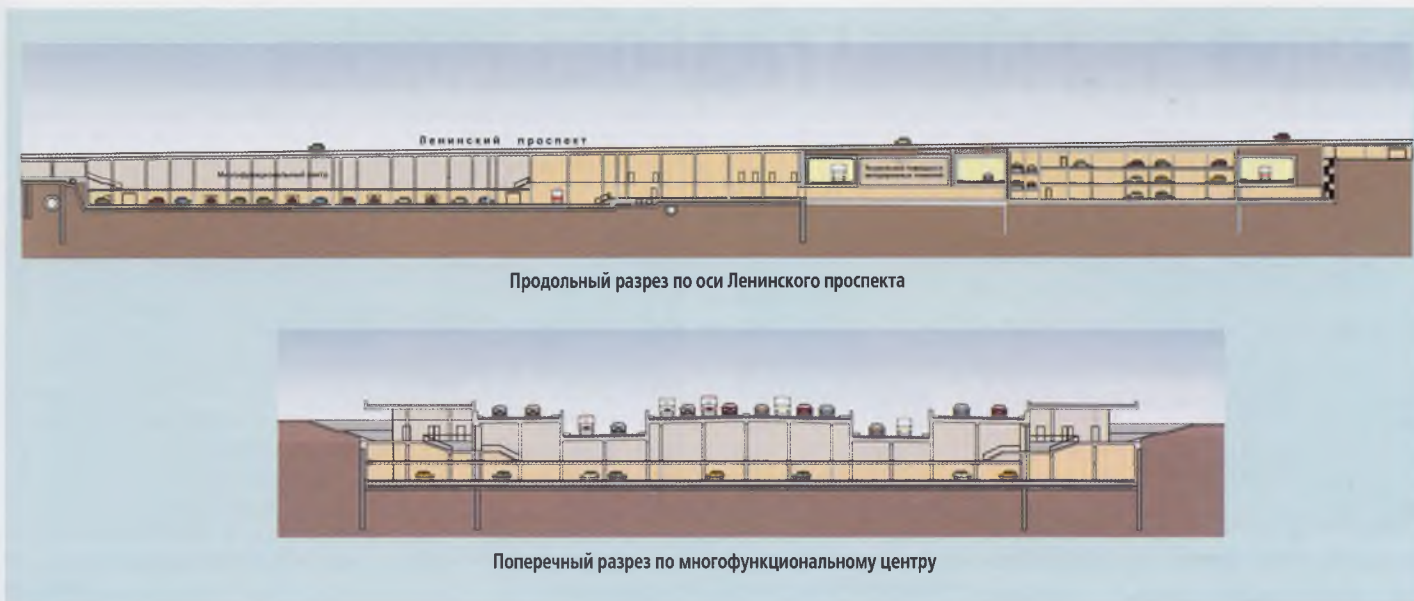 Ленинский проспект
Многофункциональный центр
Продольный разрез по оси Ленинского проспекта
Поперечный разрез по многофункциональному центру